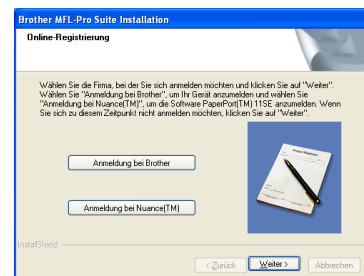 Brother MFL-Pro Suite Installation
Online-Registrierung
Wählen Sie die Firma, bei der Sie sich anmelden möchten und klicken Sie auf "Weiter".
Wählen Sie "Anmeldung bei Brother", um Ihr Gerät anzumelden und wählen Sie
"Anmeldung bei Nuance(TM)", um die Software PaperPort(TM) 11SE anzumelden. Wenn
Sie sich zu diesem Zeitpunkt nicht anmelden möchten, klicken Sie auf "Weiter".
Anmeldung bei Brother
Anmeldung bei Nuance(TM)
InstallShield
< Zurück Weiter > Abbrechen